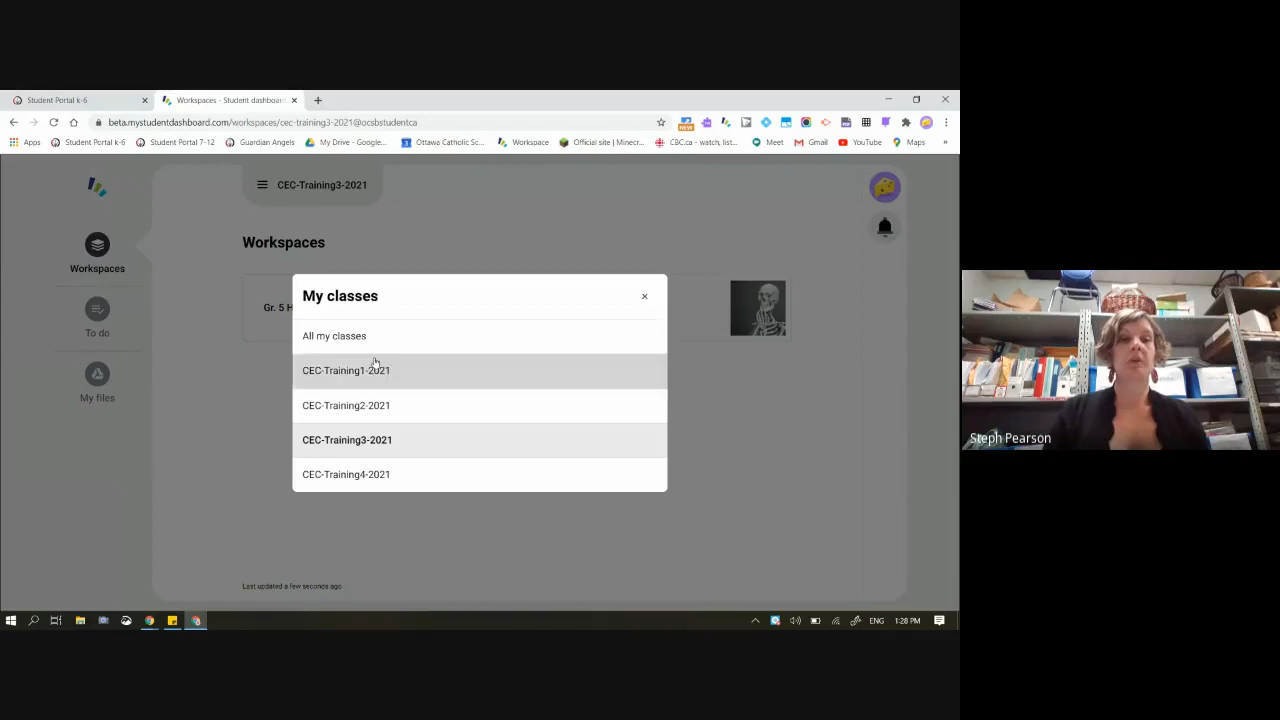 Student Portal k-6
Workspaces - Student dashboard
beta.mystudentdashboard.com/workspaces/cec-training3-2021@ocsbstudentca
NEW
Apps
Student Portal k-6
Student Portal 7-12
Guardian Angels
My Drive - Google...
Ottawa Catholic Sc...
Workspace
Official site | Minecr...
CBC.ca - watch, list...
Meet
Gmail
YouTube
Maps
CEC-Training3-2021
Workspaces
Workspaces
To do
My files
Gr. 5 H
My classes
All my classes
CEC-Training1-2021
CEC-Training2-2021
CEC-Training3-2021
CEC-Training4-2021
Last updated a few seconds ago
ENG
1:28 PM
Steph Pearson